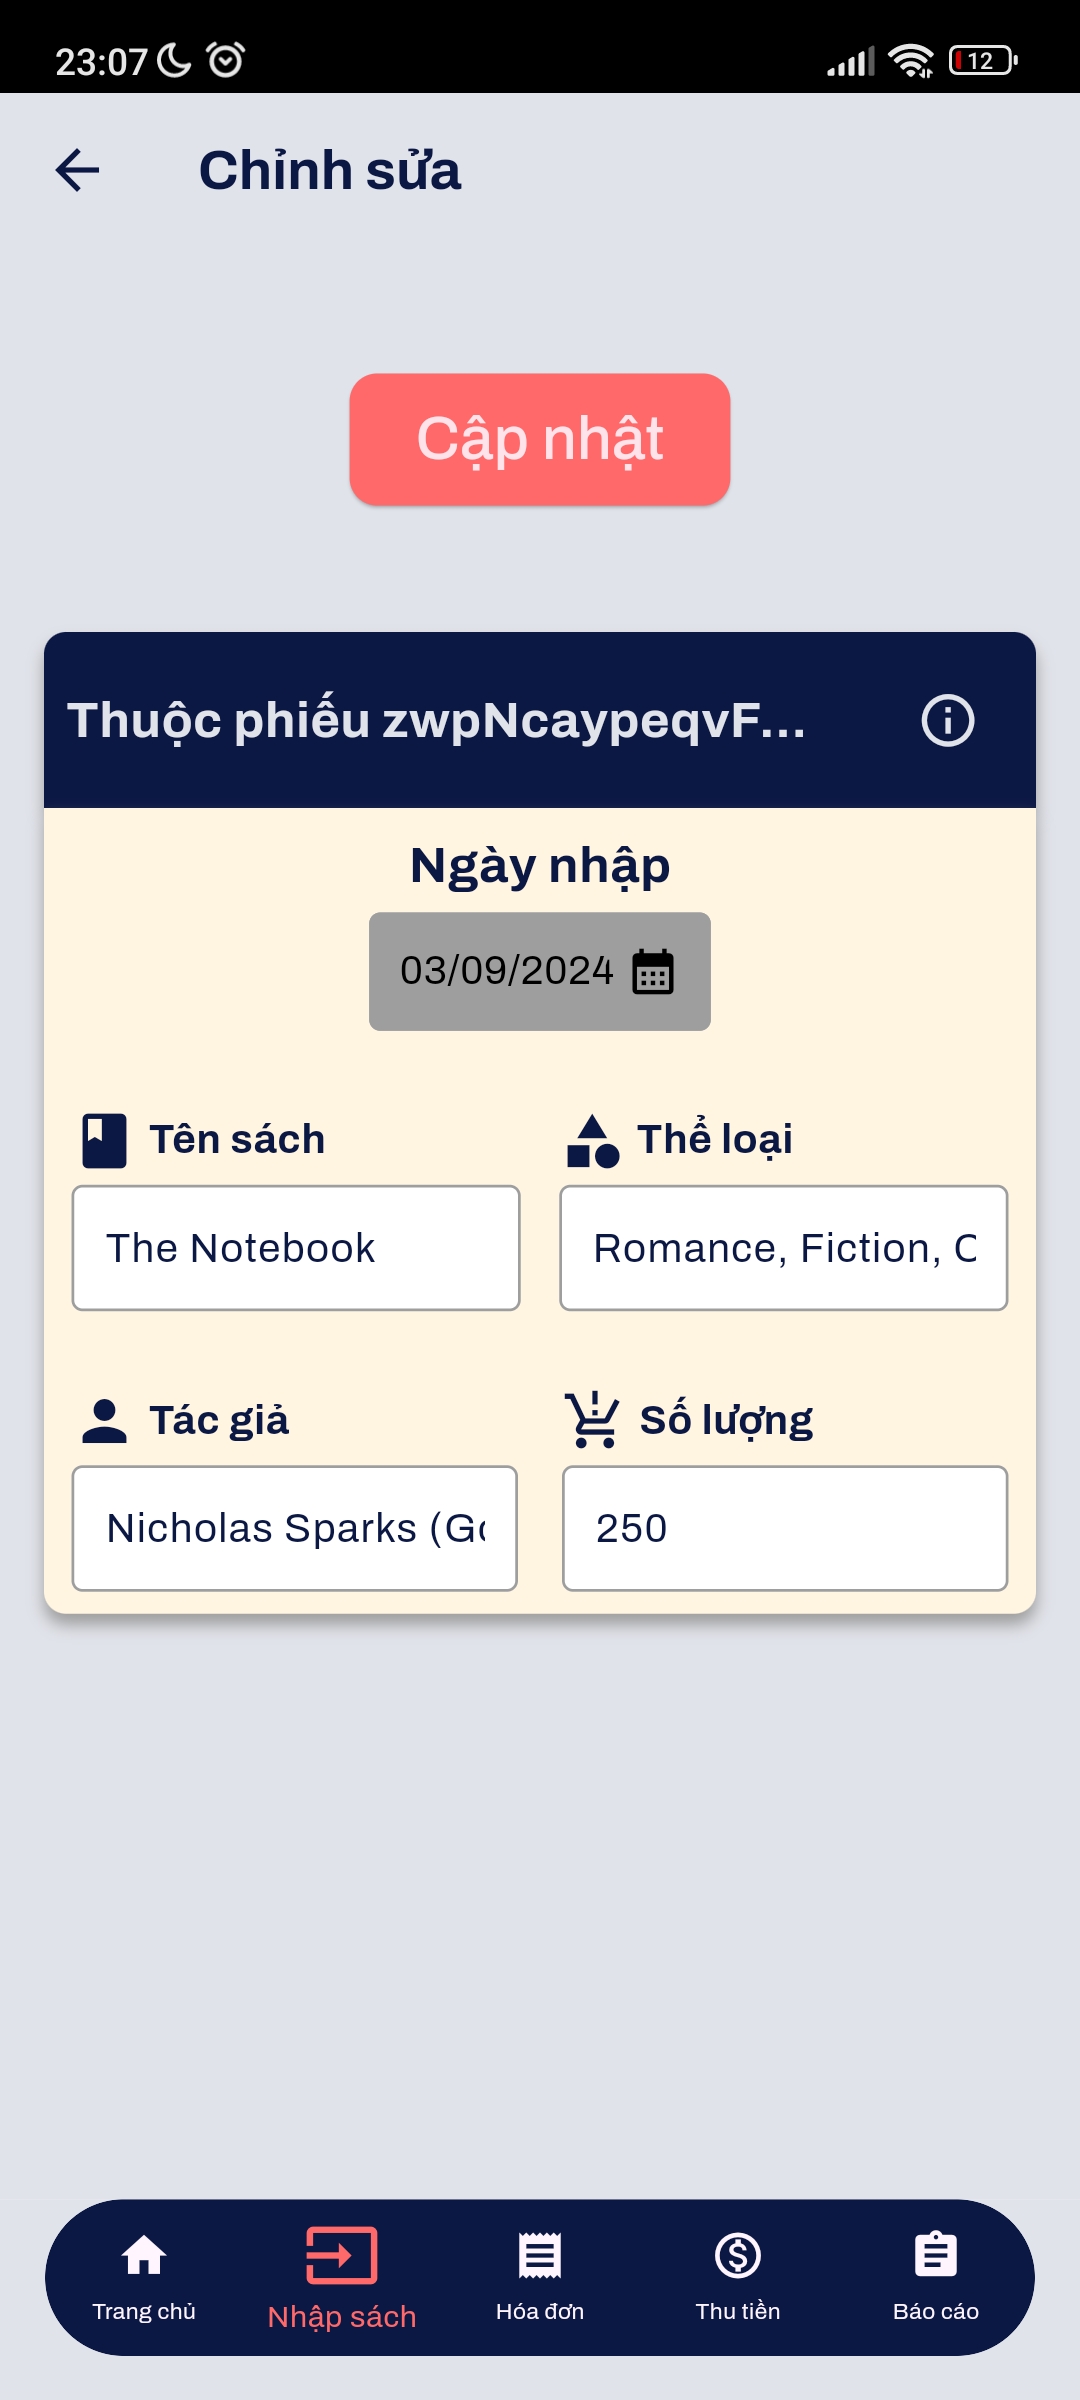 23:07 12
Chỉnh sửa
Cập nhật
Thuộc phiếu zwpNcaypeqvF...
Ngày nhập
03/09/2024
Tên sách Thể loại
The Notebook Romance, Fiction, C
Tác giả Số lượng
Nicholas Sparks (Go 250
Trang chủ Nhập sách Hóa đơn Thu tiền Báo cáo